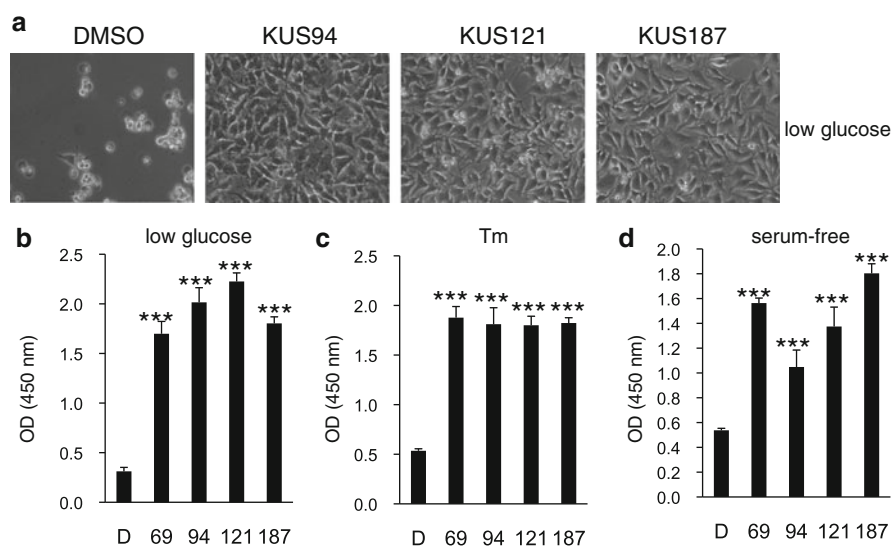 a
DMSO KUS94 KUS121 KUS187
low glucose
b low glucose
OD (450 nm)
2.5
2.0
1.5
1.0
0.5
0.0
*** *** *** ***
D 69 94 121 187
c Tm
OD (450 nm)
2.5
2.0
1.5
1.0
0.5
0.0
*** *** *** ***
D 69 94 121 187
d serum-free
OD (450 nm)
2.0
1.8
1.6
1.4
1.2
1.0
0.8
0.6
0.4
0.2
0.0
*** *** *** ***
D 69 94 121 187